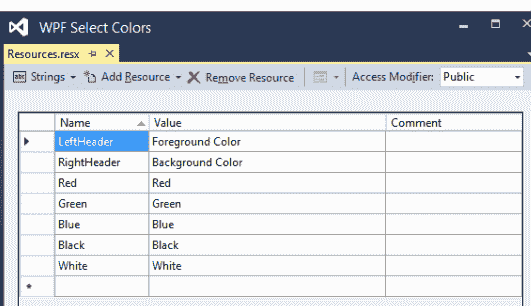 WPF Select Colors
Resources.resx
Strings Add Resource Remove Resource Access Modifier: Public
Name Value Comment
LeftHeader Foreground Color
RightHeader Background Color
Red Red
Green Green
Blue Blue
Black Black
White White